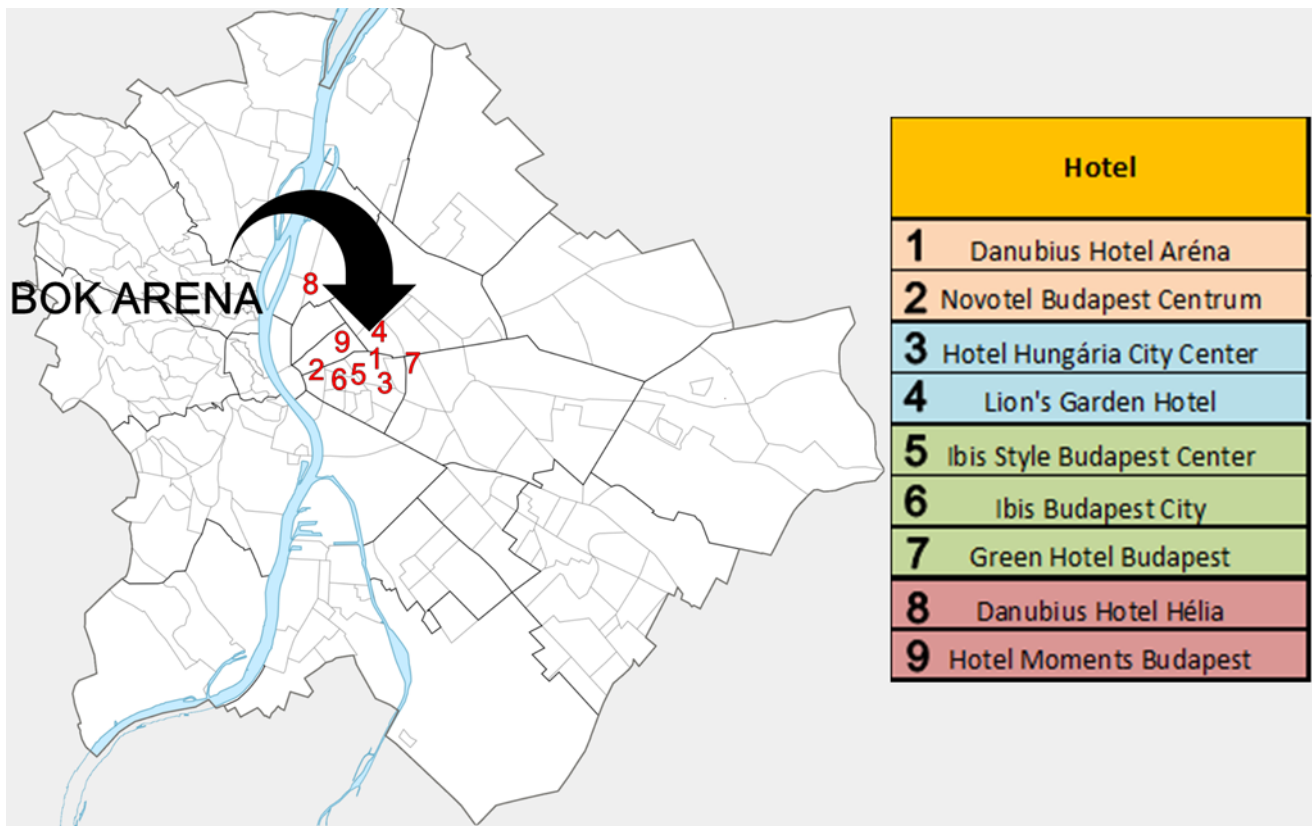 BOK ARENA
8
4
9
1
7
2
6
5
3
Hotel
1 Danubius Hotel Aréna
2 Novotel Budapest Centrum
3 Hotel Hungária City Center
4 Lion's Garden Hotel
5 Ibis Style Budapest Center
6 Ibis Budapest City
7 Green Hotel Budapest
8 Danubius Hotel Hélia
9 Hotel Moments Budapest